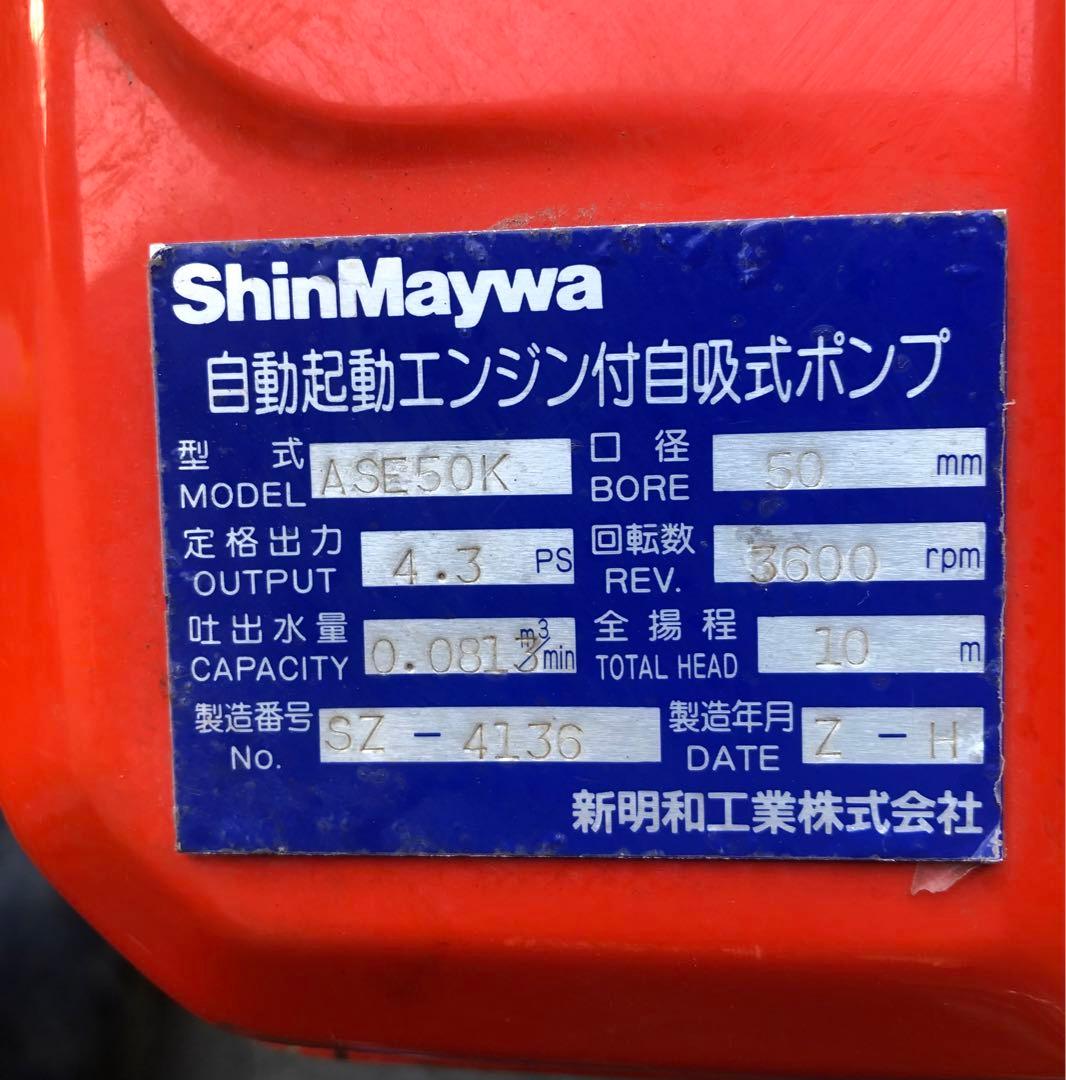 ShinMaywa
自動起動エンジン付自吸式ポンプ
型式 ASE50K 口径 50 mm
MODEL BORE
定格出力 4.3 PS 回転数 3600 rpm
OUTPUT REV.
吐出水量 0.0813 m³/min 全揚程 10 m
CAPACITY TOTAL HEAD
製造番号 SZ - 4136 製造年月 Z - H
No. DATE
新明和工業株式会社